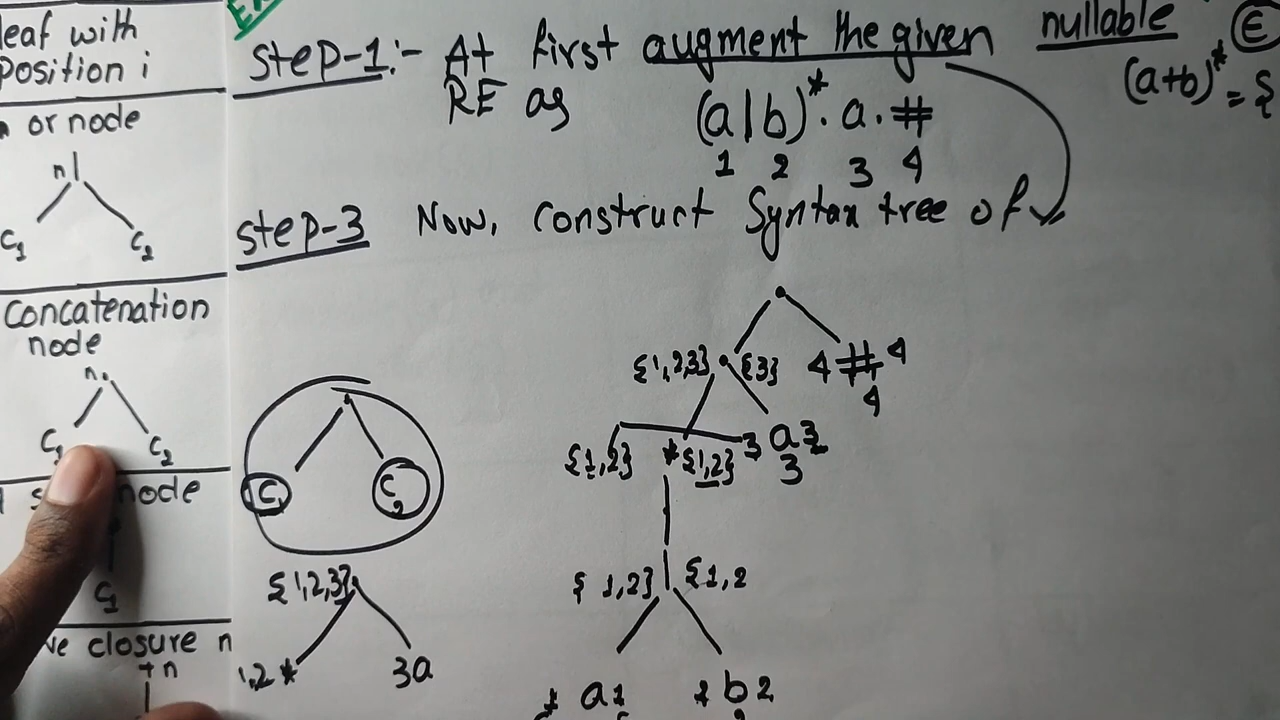 leaf with
position i
or node
n |
C1 C2
Concatenation
node
n.
C1 C2
node
C1
ve closure n
+n
Step-1:- At first augment the given nullable Ɛ
RE as (a|b)*.a.# (a+b)* = {
1 2 3 4
Step-3 Now, construct Syntax tree of
{1,2,3} . {3} 4 # 4
4
{1,2} * {1,2} 3 a 3
3
C1 C2
{1,2,3} .
1,2 * 3a
{1,2} | {1,2
a 1 b 2